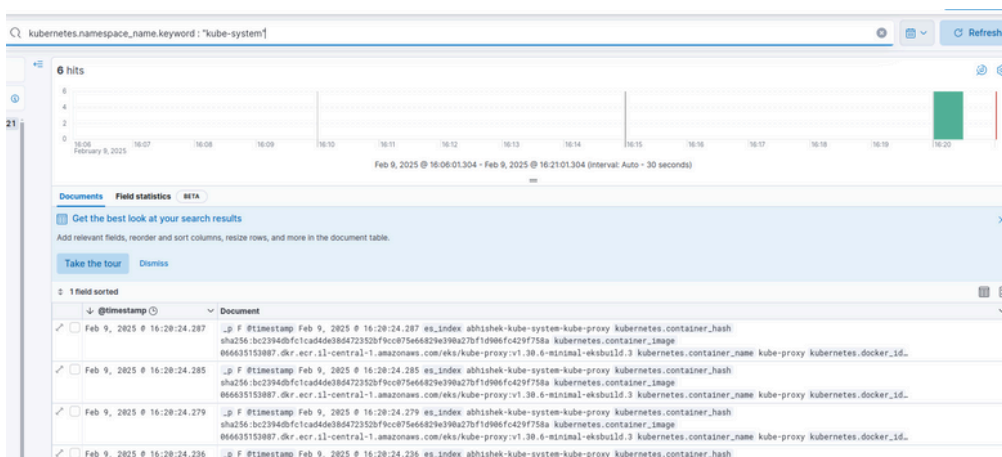 kubernetes.namespace_name.keyword : "kube-system"
Refresh
6 hits
21
6
4
2
0
16:06 16:07 16:08 16:09 16:10 16:11 16:12 16:13 16:14 16:15 16:16 16:17 16:18 16:19 16:20
February 9, 2025
Feb 9, 2025 @ 16:06:01.304 - Feb 9, 2025 @ 16:21:01.304 (interval: Auto - 30 seconds)
Documents Field statistics BETA
Get the best look at your search results
Add relevant fields, reorder and sort columns, resize rows, and more in the document table.
Take the tour Dismiss
1 field sorted
@timestamp Document
Feb 9, 2025 @ 16:20:24.287 _p F @timestamp Feb 9, 2025 @ 16:20:24.287 es_index abhishek-kube-system-kube-proxy kubernetes.container_hash
sha256:bc2394dbfc1cad4de38d472352bf9cc075e66829e390a27bf1d906fc429f758a kubernetes.container_image
066635153087.dkr.ecr.il-central-1.amazonaws.com/eks/kube-proxy:v1.30.6-minimal-eksbuild.3 kubernetes.container_name kube-proxy kubernetes.docker_id…
Feb 9, 2025 @ 16:20:24.285 _p F @timestamp Feb 9, 2025 @ 16:20:24.285 es_index abhishek-kube-system-kube-proxy kubernetes.container_hash
sha256:bc2394dbfc1cad4de38d472352bf9cc075e66829e390a27bf1d906fc429f758a kubernetes.container_image
066635153087.dkr.ecr.il-central-1.amazonaws.com/eks/kube-proxy:v1.30.6-minimal-eksbuild.3 kubernetes.container_name kube-proxy kubernetes.docker_id…
Feb 9, 2025 @ 16:20:24.279 _p F @timestamp Feb 9, 2025 @ 16:20:24.279 es_index abhishek-kube-system-kube-proxy kubernetes.container_hash
sha256:bc2394dbfc1cad4de38d472352bf9cc075e66829e390a27bf1d906fc429f758a kubernetes.container_image
066635153087.dkr.ecr.il-central-1.amazonaws.com/eks/kube-proxy:v1.30.6-minimal-eksbuild.3 kubernetes.container_name kube-proxy kubernetes.docker_id…
Feb 9, 2025 @ 16:20:24.236 _p F @timestamp Feb 9, 2025 @ 16:20:24.236 es_index abhishek-kube-system-kube-proxy kubernetes.container_hash